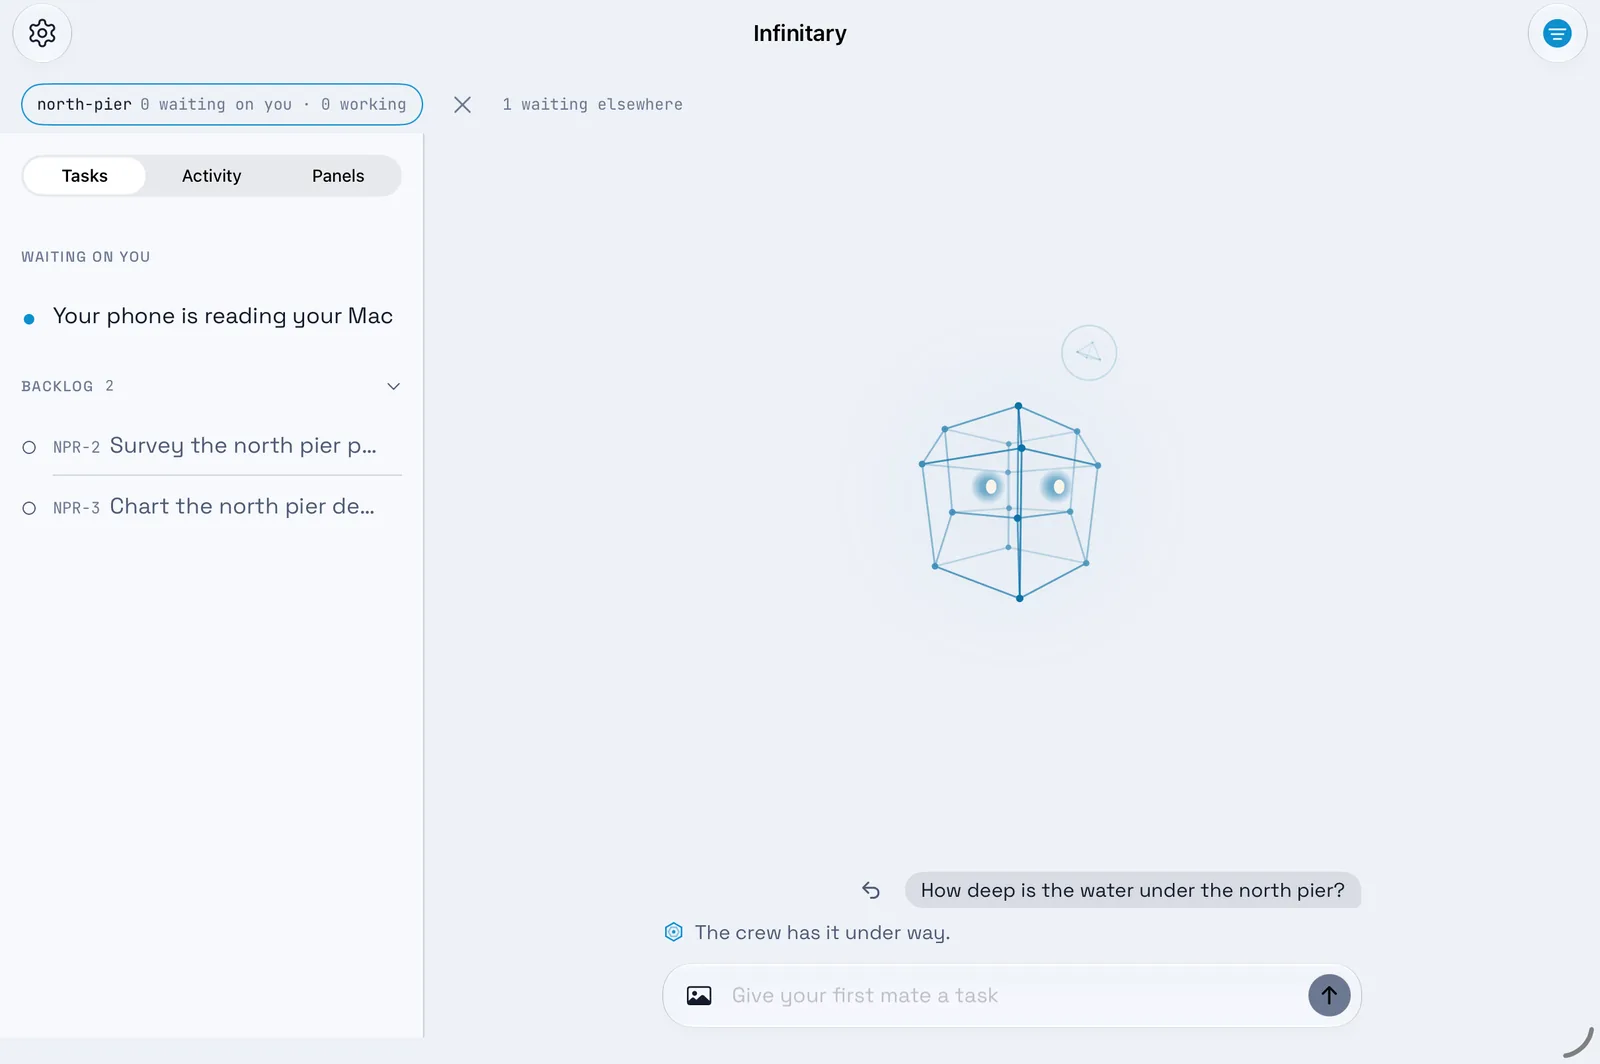 Infinitary
north-pier 0 waiting on you · 0 working
1 waiting elsewhere
Tasks
Activity
Panels
WAITING ON YOU
Your phone is reading your Mac
BACKLOG 2
NPR-2 Survey the north pier p...
NPR-3 Chart the north pier de...
How deep is the water under the north pier?
The crew has it under way.
Give your first mate a task